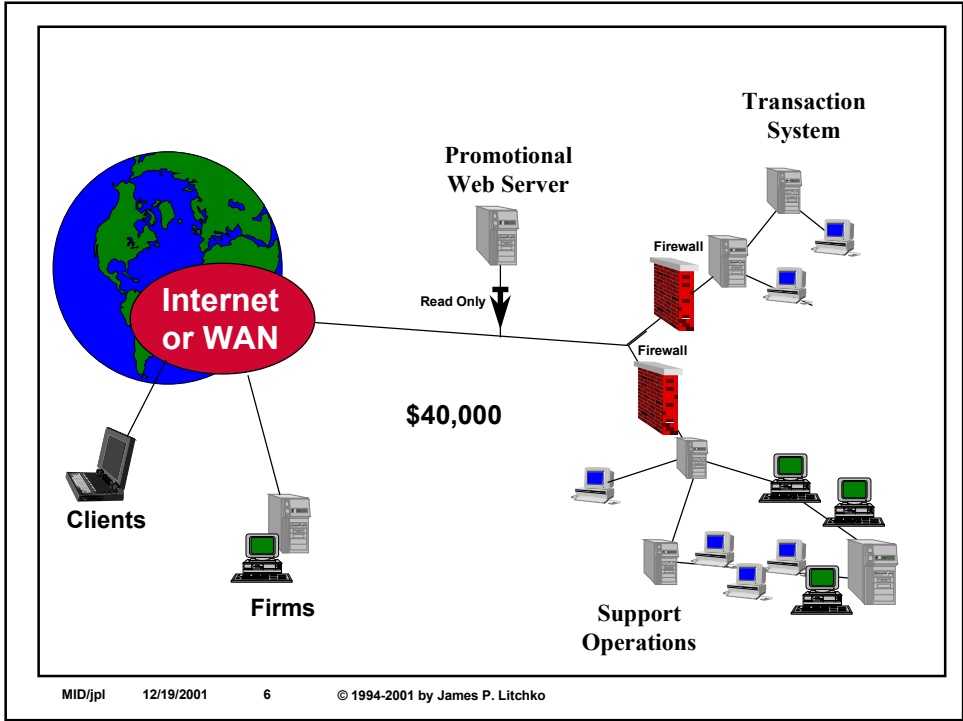 Transaction
System
Promotional
Web Server
Firewall
Read Only
Internet
or WAN
Firewall
$40,000
Clients
Firms
Support
Operations
MID/jpl 12/19/2001 6 © 1994-2001 by James P. Litchko